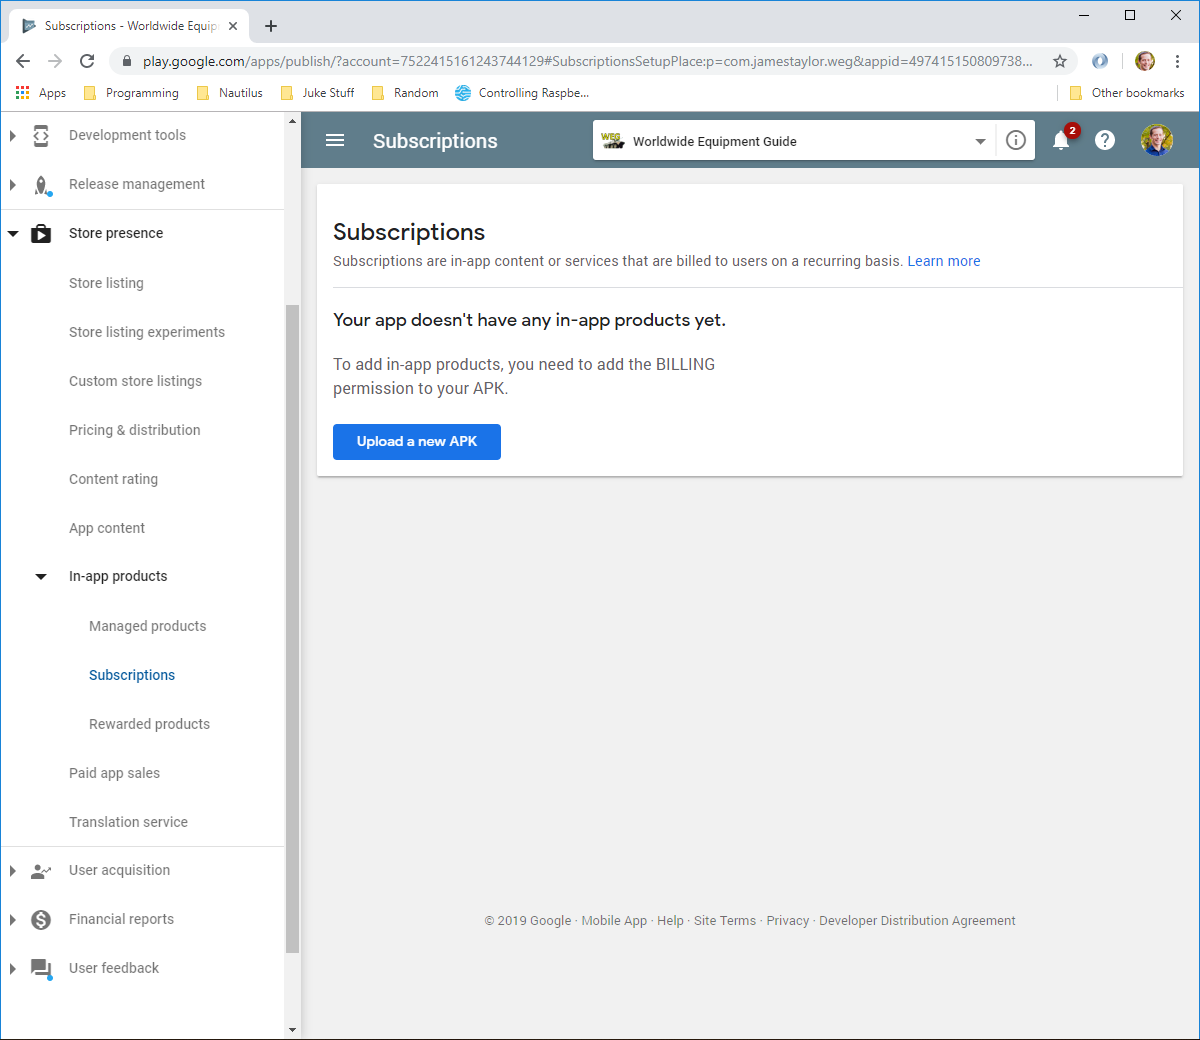 Subscriptions - Worldwide Equip
play.google.com/apps/publish/?account=7522415161243744129#SubscriptionsSetupPlace:p=com.jamestaylor.weg&appid=497415150809738...
Apps Programming Nautilus Juke Stuff Random Controlling Raspbe... Other bookmarks
Development tools
Release management
Store presence
Store listing
Store listing experiments
Custom store listings
Pricing & distribution
Content rating
App content
In-app products
Managed products
Subscriptions
Rewarded products
Paid app sales
Translation service
User acquisition
Financial reports
User feedback
Subscriptions
WEG
Worldwide Equipment Guide
2
Subscriptions
Subscriptions are in-app content or services that are billed to users on a recurring basis. Learn more
Your app doesn't have any in-app products yet.
To add in-app products, you need to add the BILLING
permission to your APK.
Upload a new APK
© 2019 Google · Mobile App · Help · Site Terms · Privacy · Developer Distribution Agreement